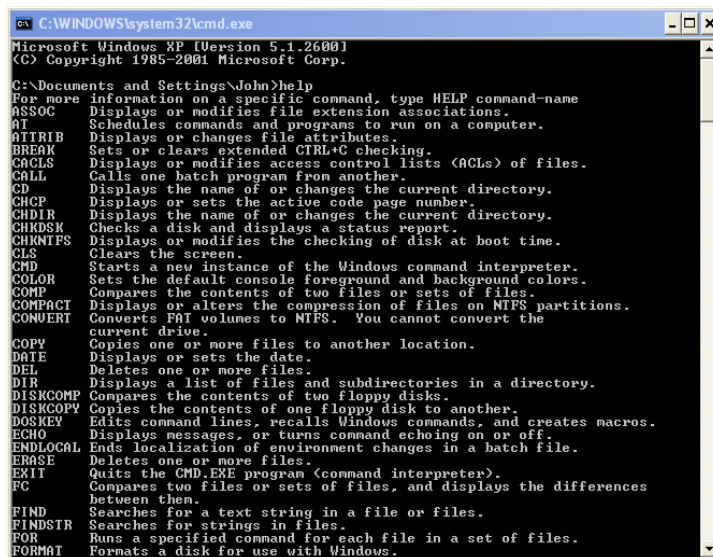 C:\WINDOWS\system32\cmd.exe
Microsoft Windows XP [Version 5.1.2600]
(C) Copyright 1985-2001 Microsoft Corp.
C:\Documents and Settings\John>help
For more information on a specific command, type HELP command-name
ASSOC    Displays or modifies file extension associations.
AT       Schedules commands and programs to run on a computer.
ATTRIB   Displays or changes file attributes.
BREAK    Sets or clears extended CTRL+C checking.
CACLS    Displays or modifies access control lists (ACLs) of files.
CALL     Calls one batch program from another.
CD       Displays the name of or changes the current directory.
CHCP     Displays or sets the active code page number.
CHDIR    Displays the name of or changes the current directory.
CHKDSK   Checks a disk and displays a status report.
CHKNTFS  Displays or modifies the checking of disk at boot time.
CLS      Clears the screen.
CMD      Starts a new instance of the Windows command interpreter.
COLOR    Sets the default console foreground and background colors.
COMP     Compares the contents of two files or sets of files.
COMPACT  Displays or alters the compression of files on NTFS partitions.
CONVERT  Converts FAT volumes to NTFS.  You cannot convert the
         current drive.
COPY     Copies one or more files to another location.
DATE     Displays or sets the date.
DEL      Deletes one or more files.
DIR      Displays a list of files and subdirectories in a directory.
DISKCOMP Compares the contents of two floppy disks.
DISKCOPY Copies the contents of one floppy disk to another.
DOSKEY   Edits command lines, recalls Windows commands, and creates macros.
ECHO     Displays messages, or turns command echoing on or off.
ENDLOCAL Ends localization of environment changes in a batch file.
ERASE    Deletes one or more files.
EXIT     Quits the CMD.EXE program (command interpreter).
FC       Compares two files or sets of files, and displays the differences
         between them.
FIND     Searches for a text string in a file or files.
FINDSTR  Searches for strings in files.
FOR      Runs a specified command for each file in a set of files.
FORMAT   Formats a disk for use with Windows.